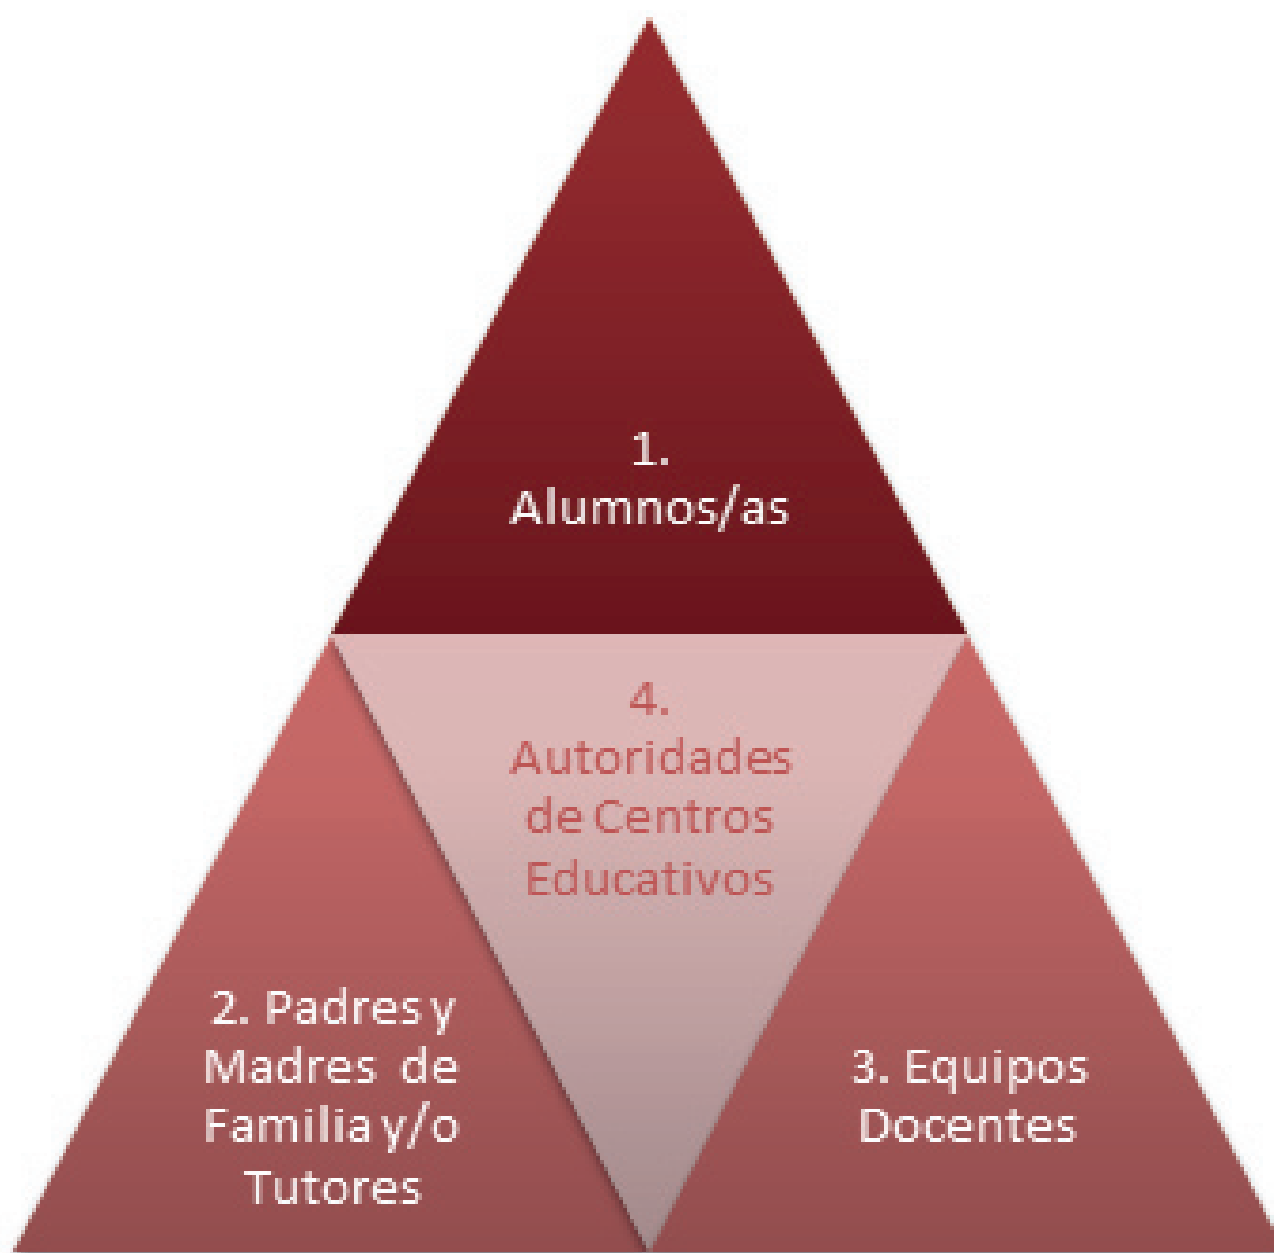 1.
Alumnos/as
4.
Autoridades
de Centros
Educativos
2. Padres y
Madres de
Familia y/o
Tutores
3. Equipos
Docentes